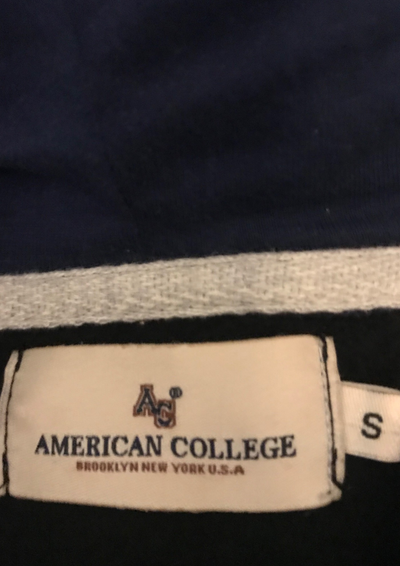 AC®
AMERICAN COLLEGE
BROOKLYN NEW YORK U.S.A
S